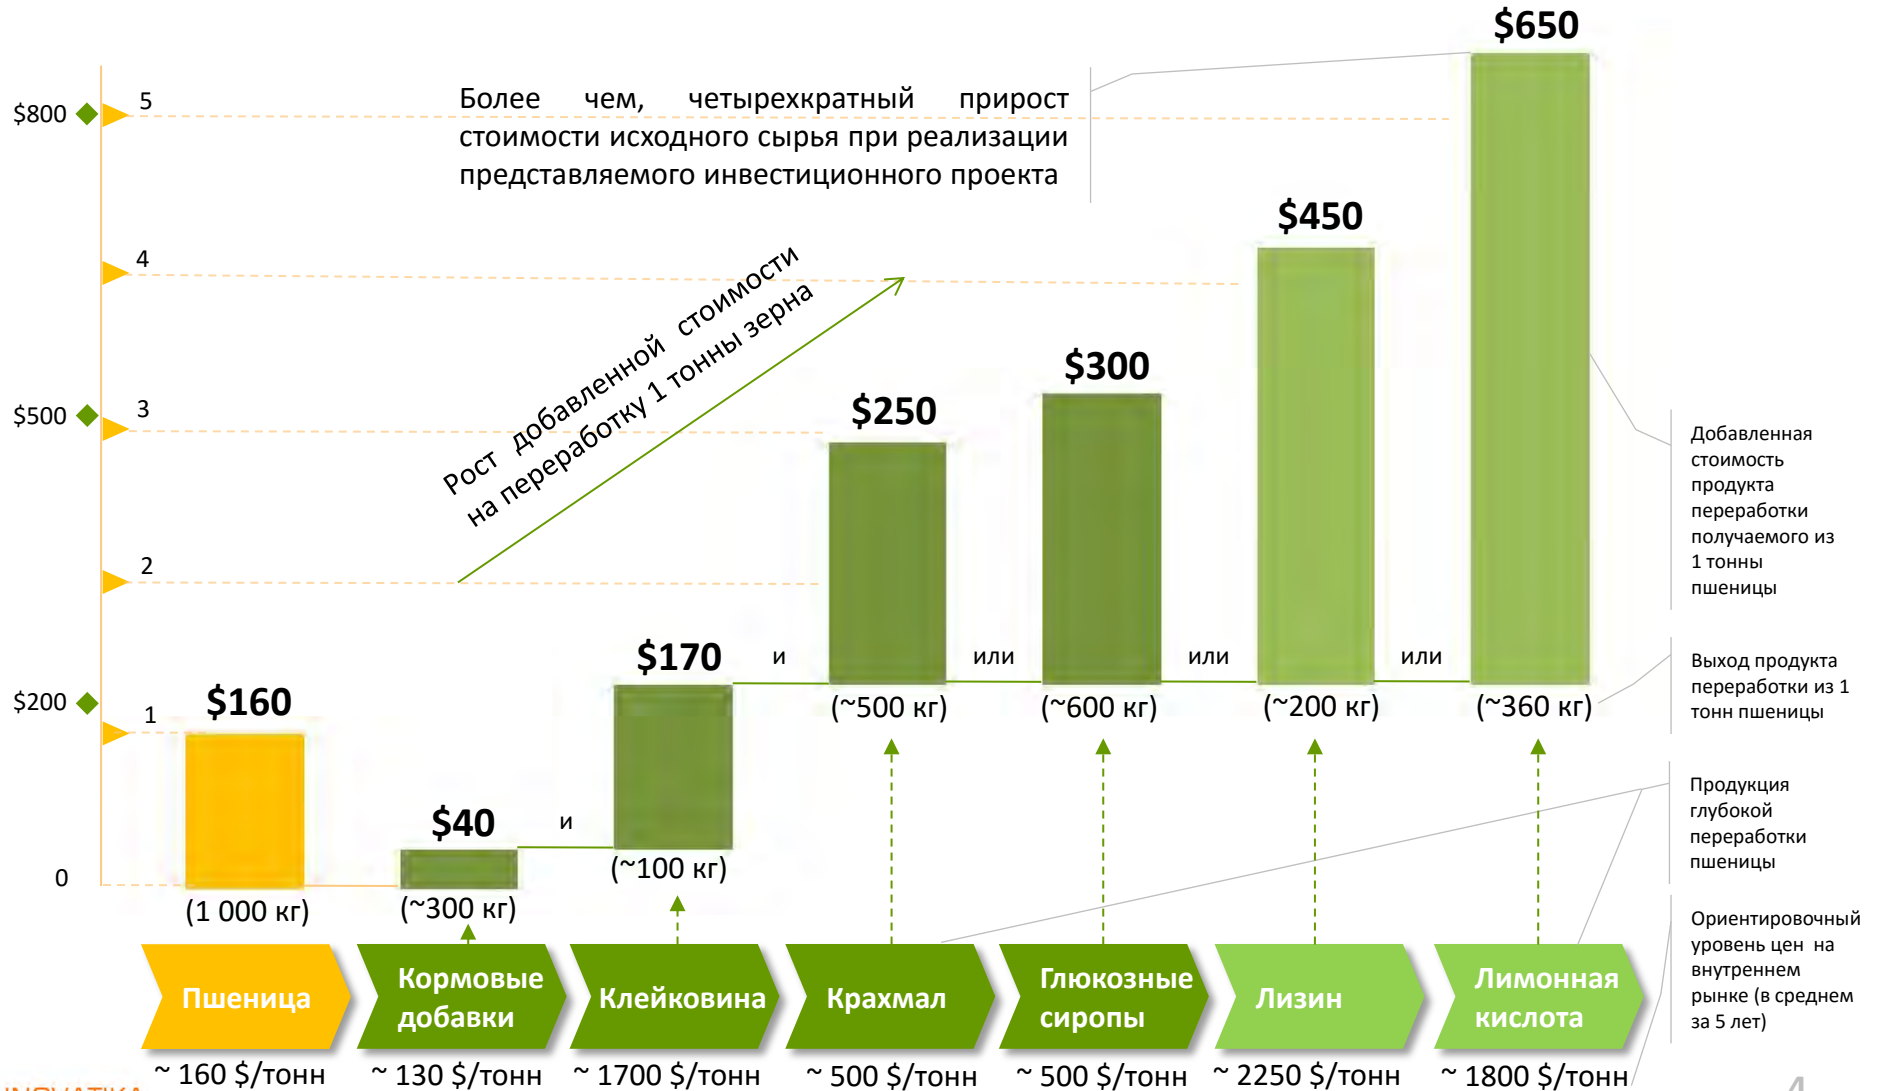 $650
$800
5
Более чем, четырехкратный прирост
стоимости исходного сырья при реализации
представляемого инвестиционного проекта
$450
4
Рост добавленной стоимости
на переработку 1 тонны зерна
$300
$250
3
$500
Добавленная
стоимость
продукта
переработки
получаемого из
1 тонны
пшеницы
2
$170
и
или
или
или
Выход продукта
переработки из 1
тонн пшеницы
$200
1
$160
(~500 кг)
(~600 кг)
(~200 кг)
(~360 кг)
Продукция
глубокой
переработки
пшеницы
$40
и
(~100 кг)
0
(1 000 кг)
(~300 кг)
Ориентировочный
уровень цен на
внутреннем
рынке (в среднем
за 5 лет)
Пшеница
Кормовые
добавки
Клейковина
Крахмал
Глюкозные
сиропы
Лизин
Лимонная
кислота
~ 160 $/тонн
~ 130 $/тонн
~ 1700 $/тонн
~ 500 $/тонн
~ 500 $/тонн
~ 2250 $/тонн
~ 1800 $/тонн
4